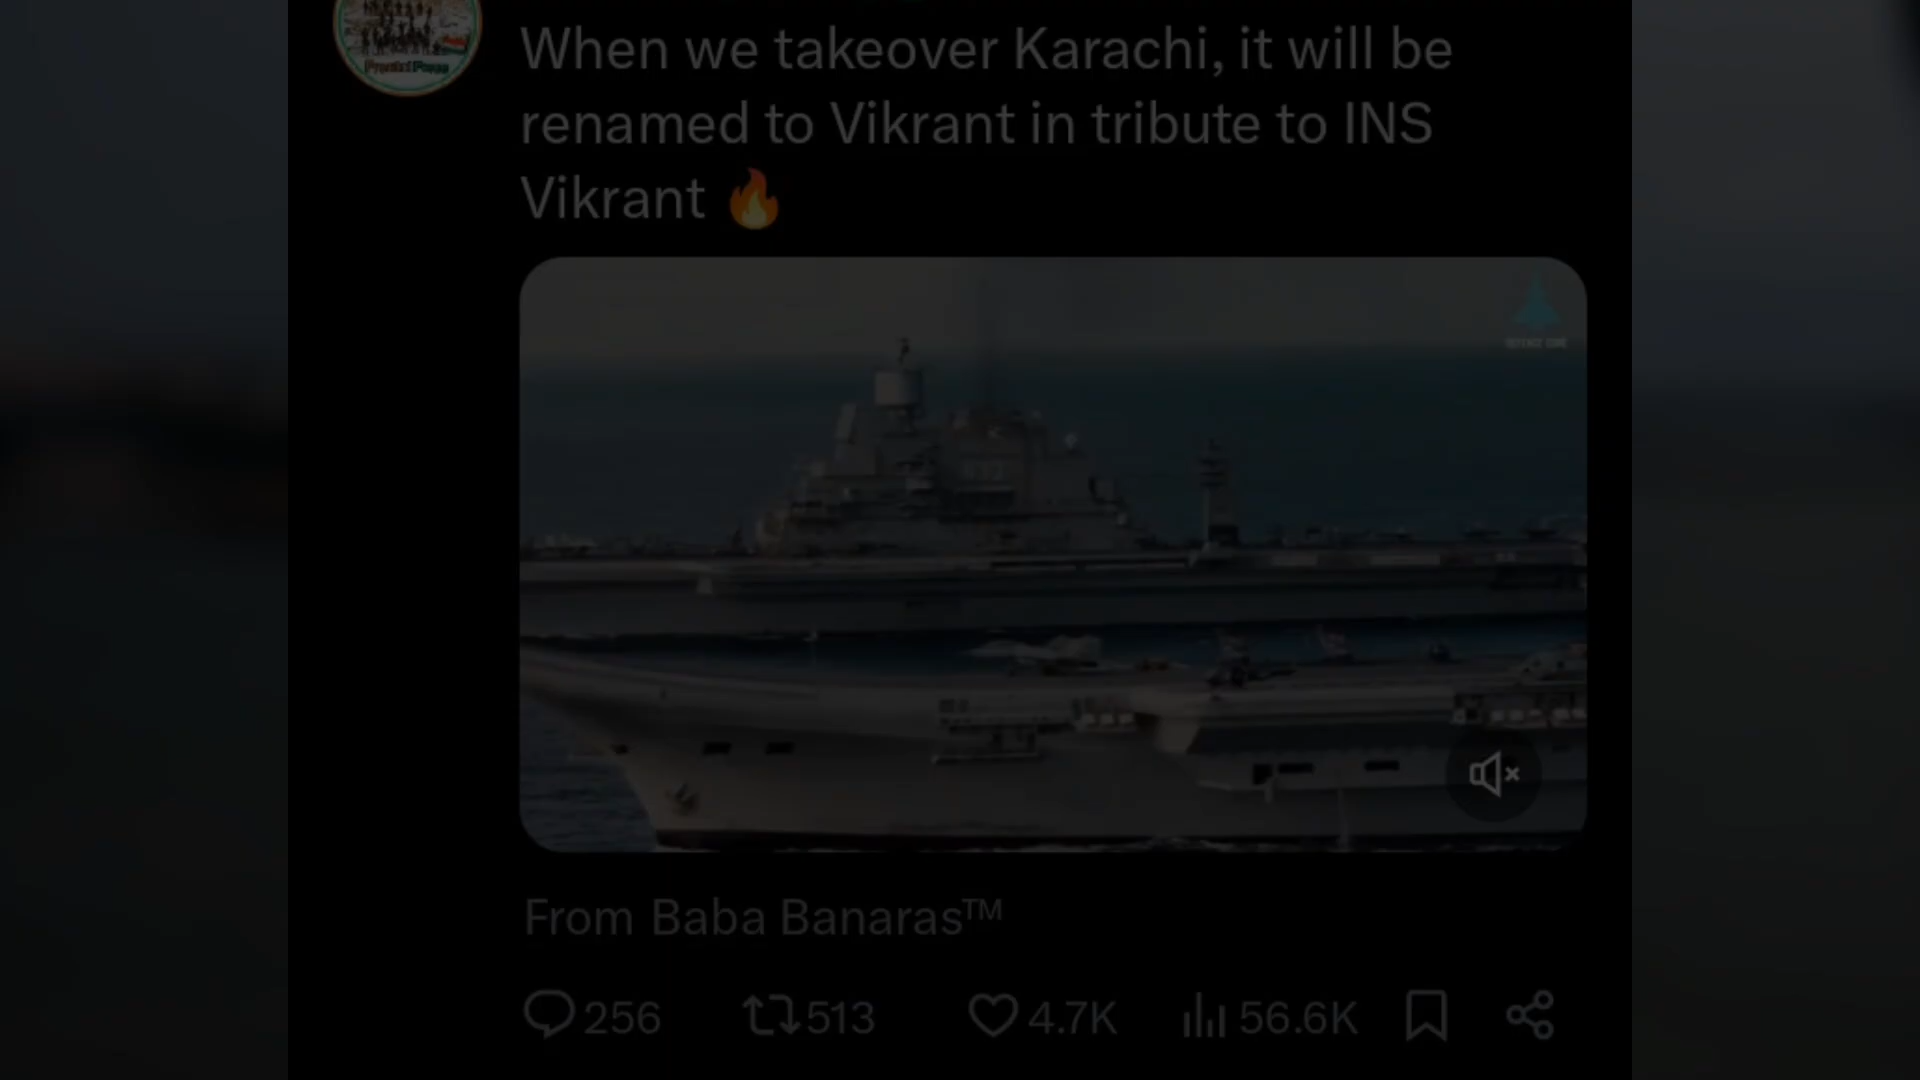 When we takeover Karachi, it will be
renamed to Vikrant in tribute to INS
Vikrant 🔥
From Baba Banaras™
256 513 4.7K 56.6K